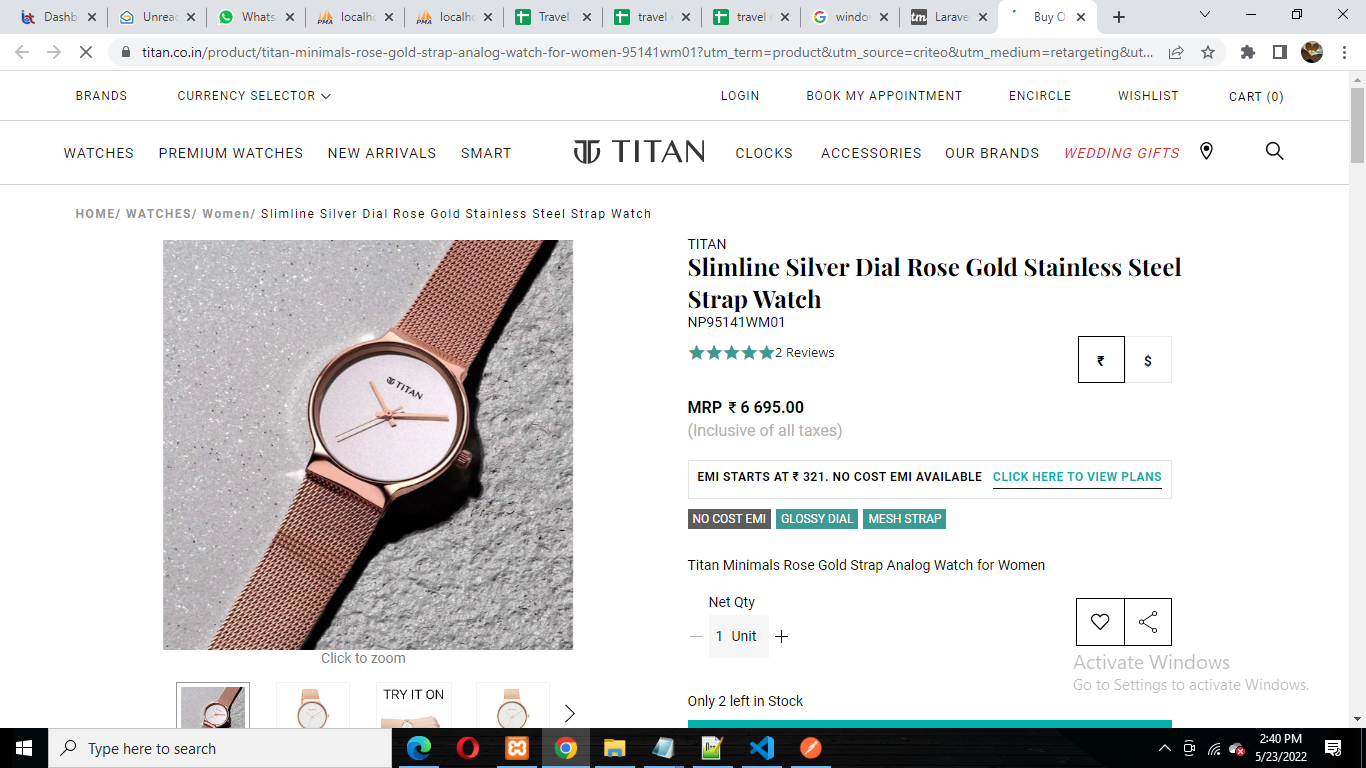 Dashb
Unread
Whats
localho
localho
Travel
travel r
travel r
Google windo
Larave
Buy O
titan.co.in/product/titan-minimals-rose-gold-strap-analog-watch-for-women-95141wm01?utm_term=product&utm_source=criteo&utm_medium=retargeting&ut...
BRANDS CURRENCY SELECTOR LOGIN BOOK MY APPOINTMENT ENCIRCLE WISHLIST CART (0)
WATCHES PREMIUM WATCHES NEW ARRIVALS SMART TITAN CLOCKS ACCESSORIES OUR BRANDS WEDDING GIFTS
HOME/ WATCHES/ Women/ Slimline Silver Dial Rose Gold Stainless Steel Strap Watch
TITAN
TITAN
Slimline Silver Dial Rose Gold Stainless Steel
Strap Watch
NP95141WM01
2 Reviews
₹ $
MRP ₹ 6 695.00
(Inclusive of all taxes)
EMI STARTS AT ₹ 321. NO COST EMI AVAILABLE CLICK HERE TO VIEW PLANS
NO COST EMI GLOSSY DIAL MESH STRAP
Titan Minimals Rose Gold Strap Analog Watch for Women
Net Qty
1 Unit
Click to zoom
TRY IT ON
Only 2 left in Stock
Activate Windows
Go to Settings to activate Windows.
Type here to search
2:40 PM
5/23/2022